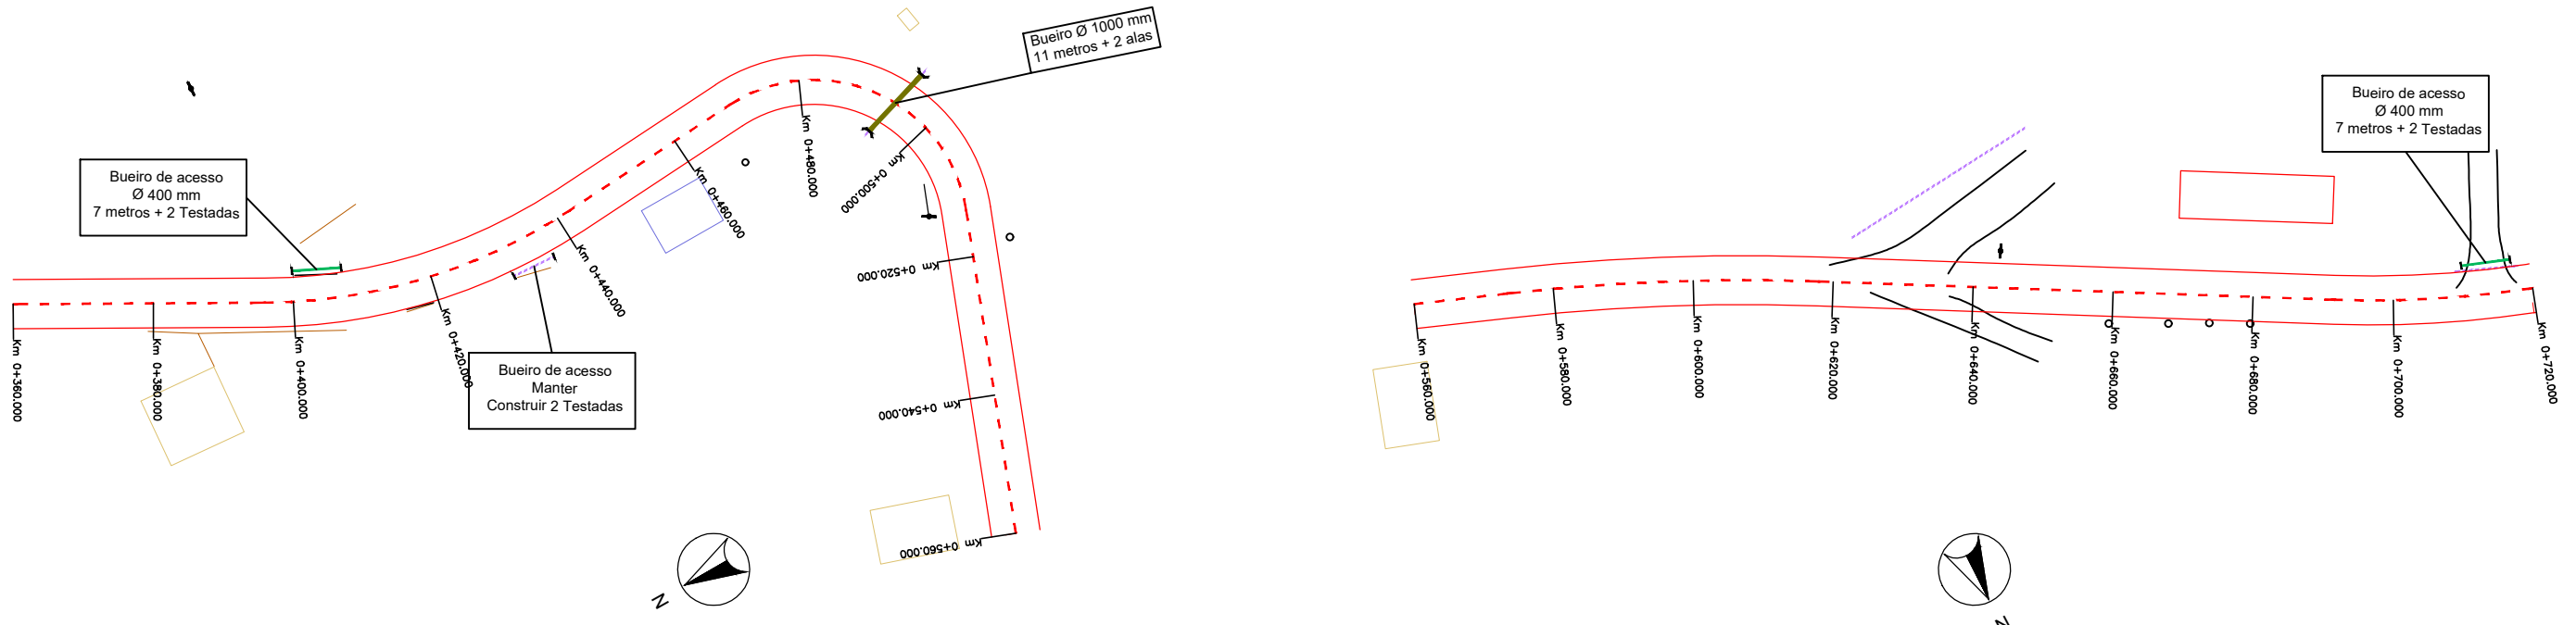 Bueiro Ø 1000 mm
11 metros + 2 alas
Bueiro de acesso
Ø 400 mm
7 metros + 2 Testadas
Bueiro de acesso
Manter
Construir 2 Testadas
Km 0+360.000
Km 0+380.000
Km 0+400.000
Km 0+420.000
Km 0+440.000
Km 0+460.000
Km 0+480.000
Km 0+500.000
Km 0+520.000
Km 0+540.000
Km 0+560.000
N
Bueiro de acesso
Ø 400 mm
7 metros + 2 Testadas
Km 0+560.000
Km 0+580.000
Km 0+600.000
Km 0+620.000
Km 0+640.000
Km 0+660.000
Km 0+680.000
Km 0+700.000
Km 0+720.000
N